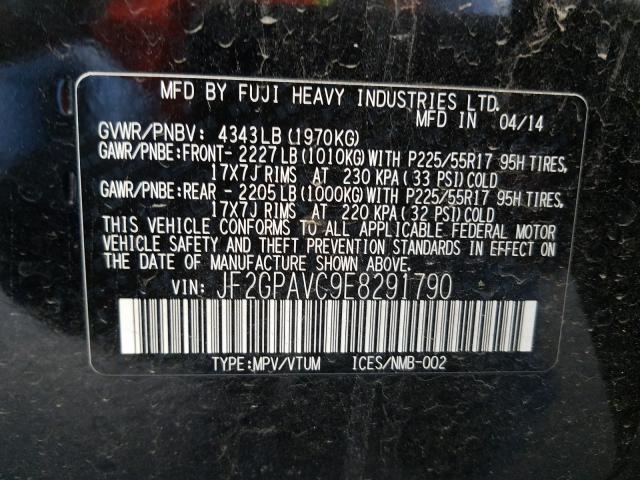 MFD BY FUJI HEAVY INDUSTRIES LTD.
MFD IN 04/14
GVWR/PNBV: 4343LB(1970KG)
GAWR/PNBE:FRONT- 2227LB(1010KG)WITH P225/55R17 95H TIRES,
17X7J RIMS AT 230 KPA(33 PSI)COLD
GAWR/PNBE:REAR - 2205LB(1000KG)WITH P225/55R17 95H TIRES,
17X7J RIMS AT 220 KPA(32 PSI)COLD
THIS VEHICLE CONFORMS TO ALL APPLICABLE FEDERAL MOTOR
VEHICLE SAFETY AND THEFT PREVENTION STANDARDS IN EFFECT ON
THE DATE OF MANUFACTURE SHOWN ABOVE.
VIN: JF2GPAVC9E8291790
TYPE:MPV/VTUM ICES/NMB-002